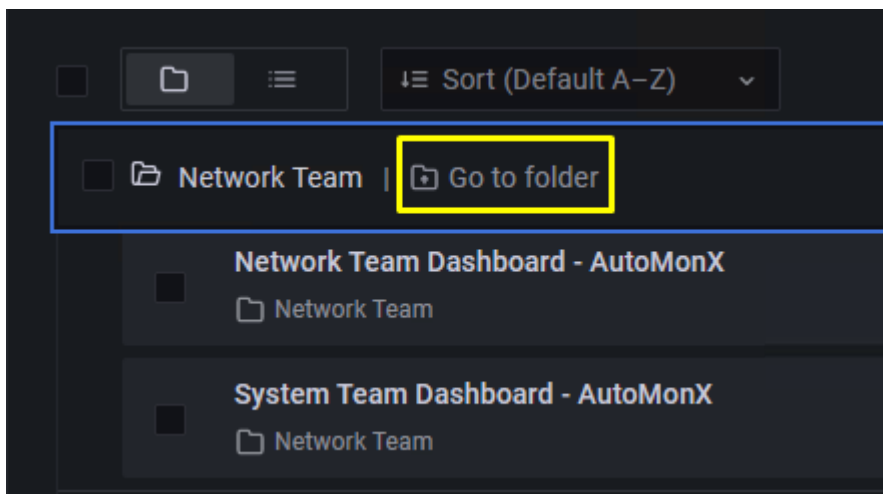 Sort (Default A–Z)
Network Team | Go to folder
Network Team Dashboard - AutoMonX
Network Team
System Team Dashboard - AutoMonX
Network Team